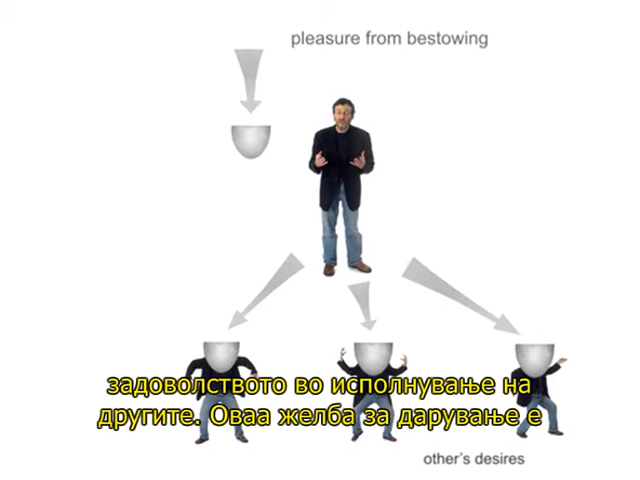 pleasure from bestowing
задоволството во исполнување на
другите. Оваа желба за дарување е
other's desires